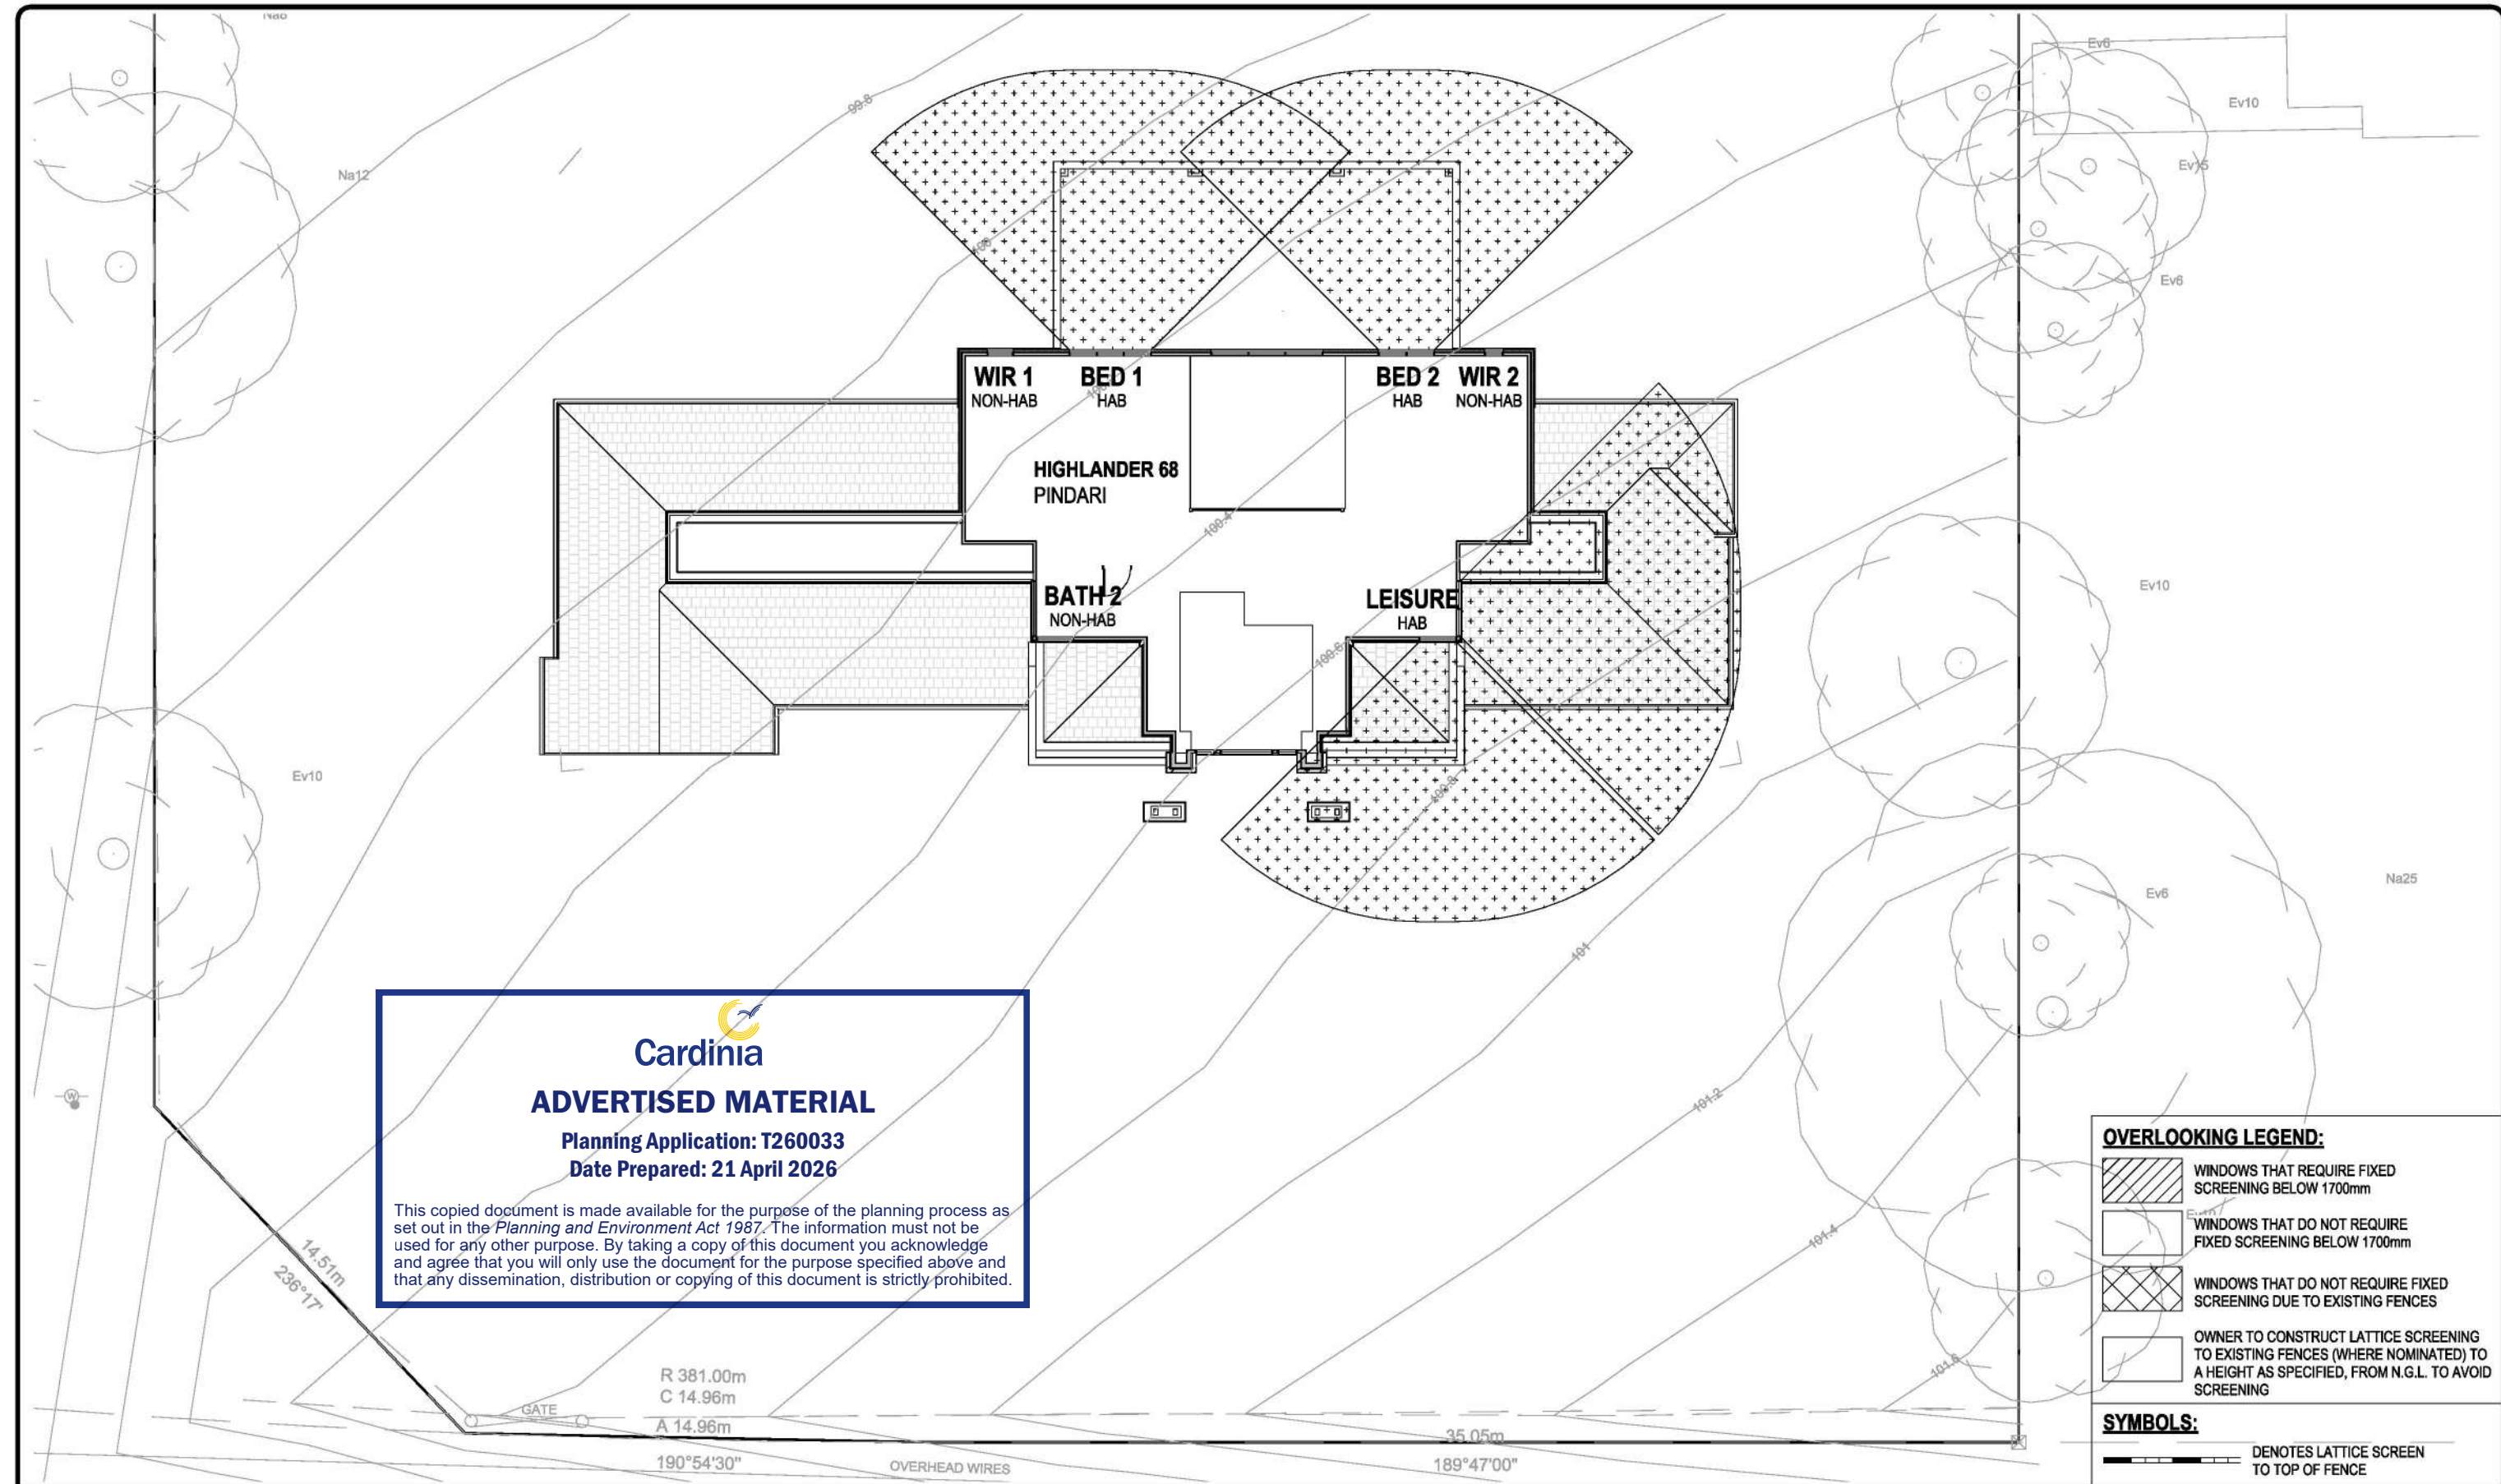 Na8
Ev6
Ev10
99.8
Na12
Ev15
100
Ev6
WIR 1
NON-HAB
BED 1
HAB
BED 2
HAB
WIR 2
NON-HAB
HIGHLANDER 68
PINDARI
100.4
Ev10
BATH 2
NON-HAB
LEISURE
HAB
100.6
Ev10
100.8
Na25
Ev6
101
101.2
W
101.4
101.6
Cardinia
ADVERTISED MATERIAL
Planning Application: T260033
Date Prepared: 21 April 2026
This copied document is made available for the purpose of the planning process as
set out in the Planning and Environment Act 1987. The information must not be
used for any other purpose. By taking a copy of this document you acknowledge
and agree that you will only use the document for the purpose specified above and
that any dissemination, distribution or copying of this document is strictly prohibited.
14.51m
236°17'
R 381.00m
C 14.96m
A 14.96m
190°54'30"
GATE
OVERHEAD WIRES
35.05m
189°47'00"
OVERLOOKING LEGEND:
WINDOWS THAT REQUIRE FIXED
SCREENING BELOW 1700mm
WINDOWS THAT DO NOT REQUIRE
FIXED SCREENING BELOW 1700mm
WINDOWS THAT DO NOT REQUIRE FIXED
SCREENING DUE TO EXISTING FENCES
OWNER TO CONSTRUCT LATTICE SCREENING
TO EXISTING FENCES (WHERE NOMINATED) TO
A HEIGHT AS SPECIFIED, FROM N.G.L. TO AVOID
SCREENING
SYMBOLS:
DENOTES LATTICE SCREEN
TO TOP OF FENCE